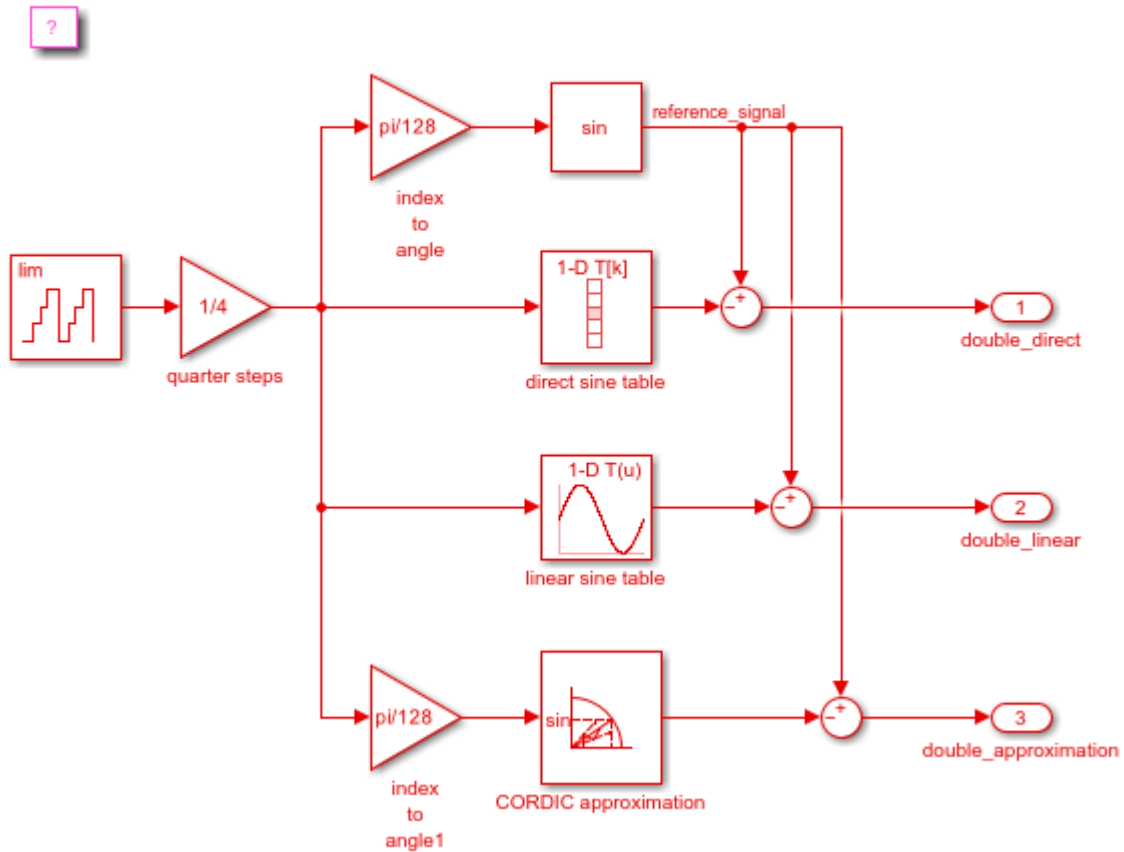 ?
pi/128
index
to
angle
sin
reference_signal
lim
1/4
quarter steps
1-D T[k]
direct sine table
− +
1
double_direct
1-D T(u)
linear sine table
− +
2
double_linear
pi/128
index
to
angle1
sin
CORDIC approximation
− +
3
double_approximation